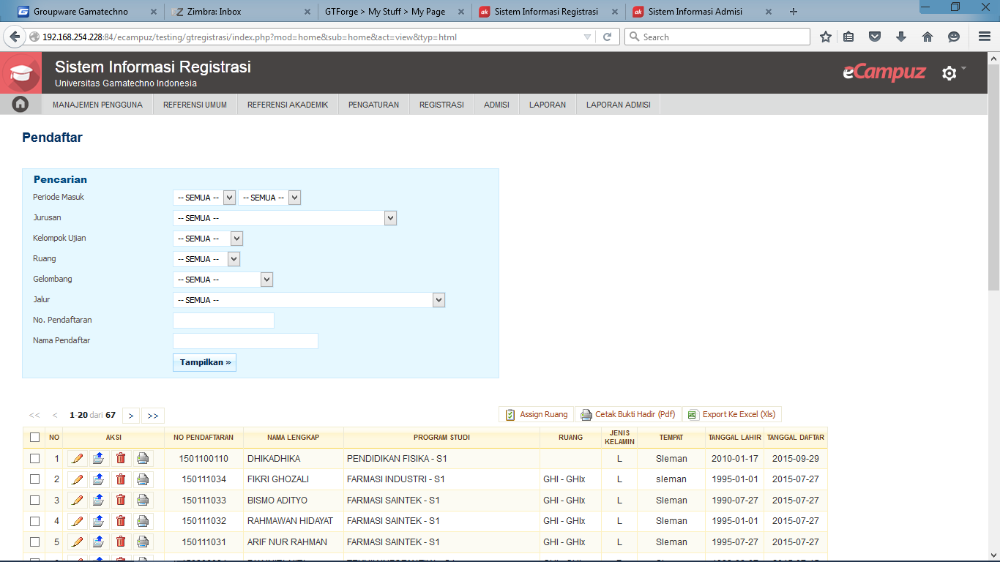 Groupware Gamatechno
Zimbra: Inbox
GTForge > My Stuff > My Page
Sistem Informasi Registrasi
Sistem Informasi Admisi
192.168.254.228:84/ecampuz/testing/gtregistrasi/index.php?mod=home&sub=home&act=view&typ=html
Search
Sistem Informasi Registrasi
Universitas Gamatechno Indonesia
eCampuz
MANAJEMEN PENGGUNA REFERENSI UMUM REFERENSI AKADEMIK PENGATURAN REGISTRASI ADMISI LAPORAN LAPORAN ADMISI
Pendaftar
Pencarian
Periode Masuk -- SEMUA -- -- SEMUA --
Jurusan -- SEMUA --
Kelompok Ujian -- SEMUA --
Ruang -- SEMUA --
Gelombang -- SEMUA --
Jalur -- SEMUA --
No. Pendaftaran
Nama Pendaftar
Tampilkan »
<< < 1-20 dari 67 > >>
Assign Ruang Cetak Bukti Hadir (Pdf) Export Ke Excel (Xls)
NO AKSI NO PENDAFTARAN NAMA LENGKAP PROGRAM STUDI RUANG JENIS KELAMIN TEMPAT TANGGAL LAHIR TANGGAL DAFTAR
1 1501100110 DHIKADHIKA PENDIDIKAN FISIKA - S1 L Sleman 2010-01-17 2015-09-29
2 150111034 FIKRI GHOZALI FARMASI INDUSTRI - S1 GHI - GHIx L sleman 1995-01-01 2015-07-27
3 150111033 BISMO ADITYO FARMASI SAINTEK - S1 GHI - GHIx L Sleman 1990-07-27 2015-07-27
4 150111032 RAHMAWAN HIDAYAT FARMASI SAINTEK - S1 GHI - GHIx L Sleman 1995-01-01 2015-07-27
5 150111031 ARIF NUR RAHMAN FARMASI SAINTEK - S1 GHI - GHIx L Sleman 1995-07-27 2015-07-27